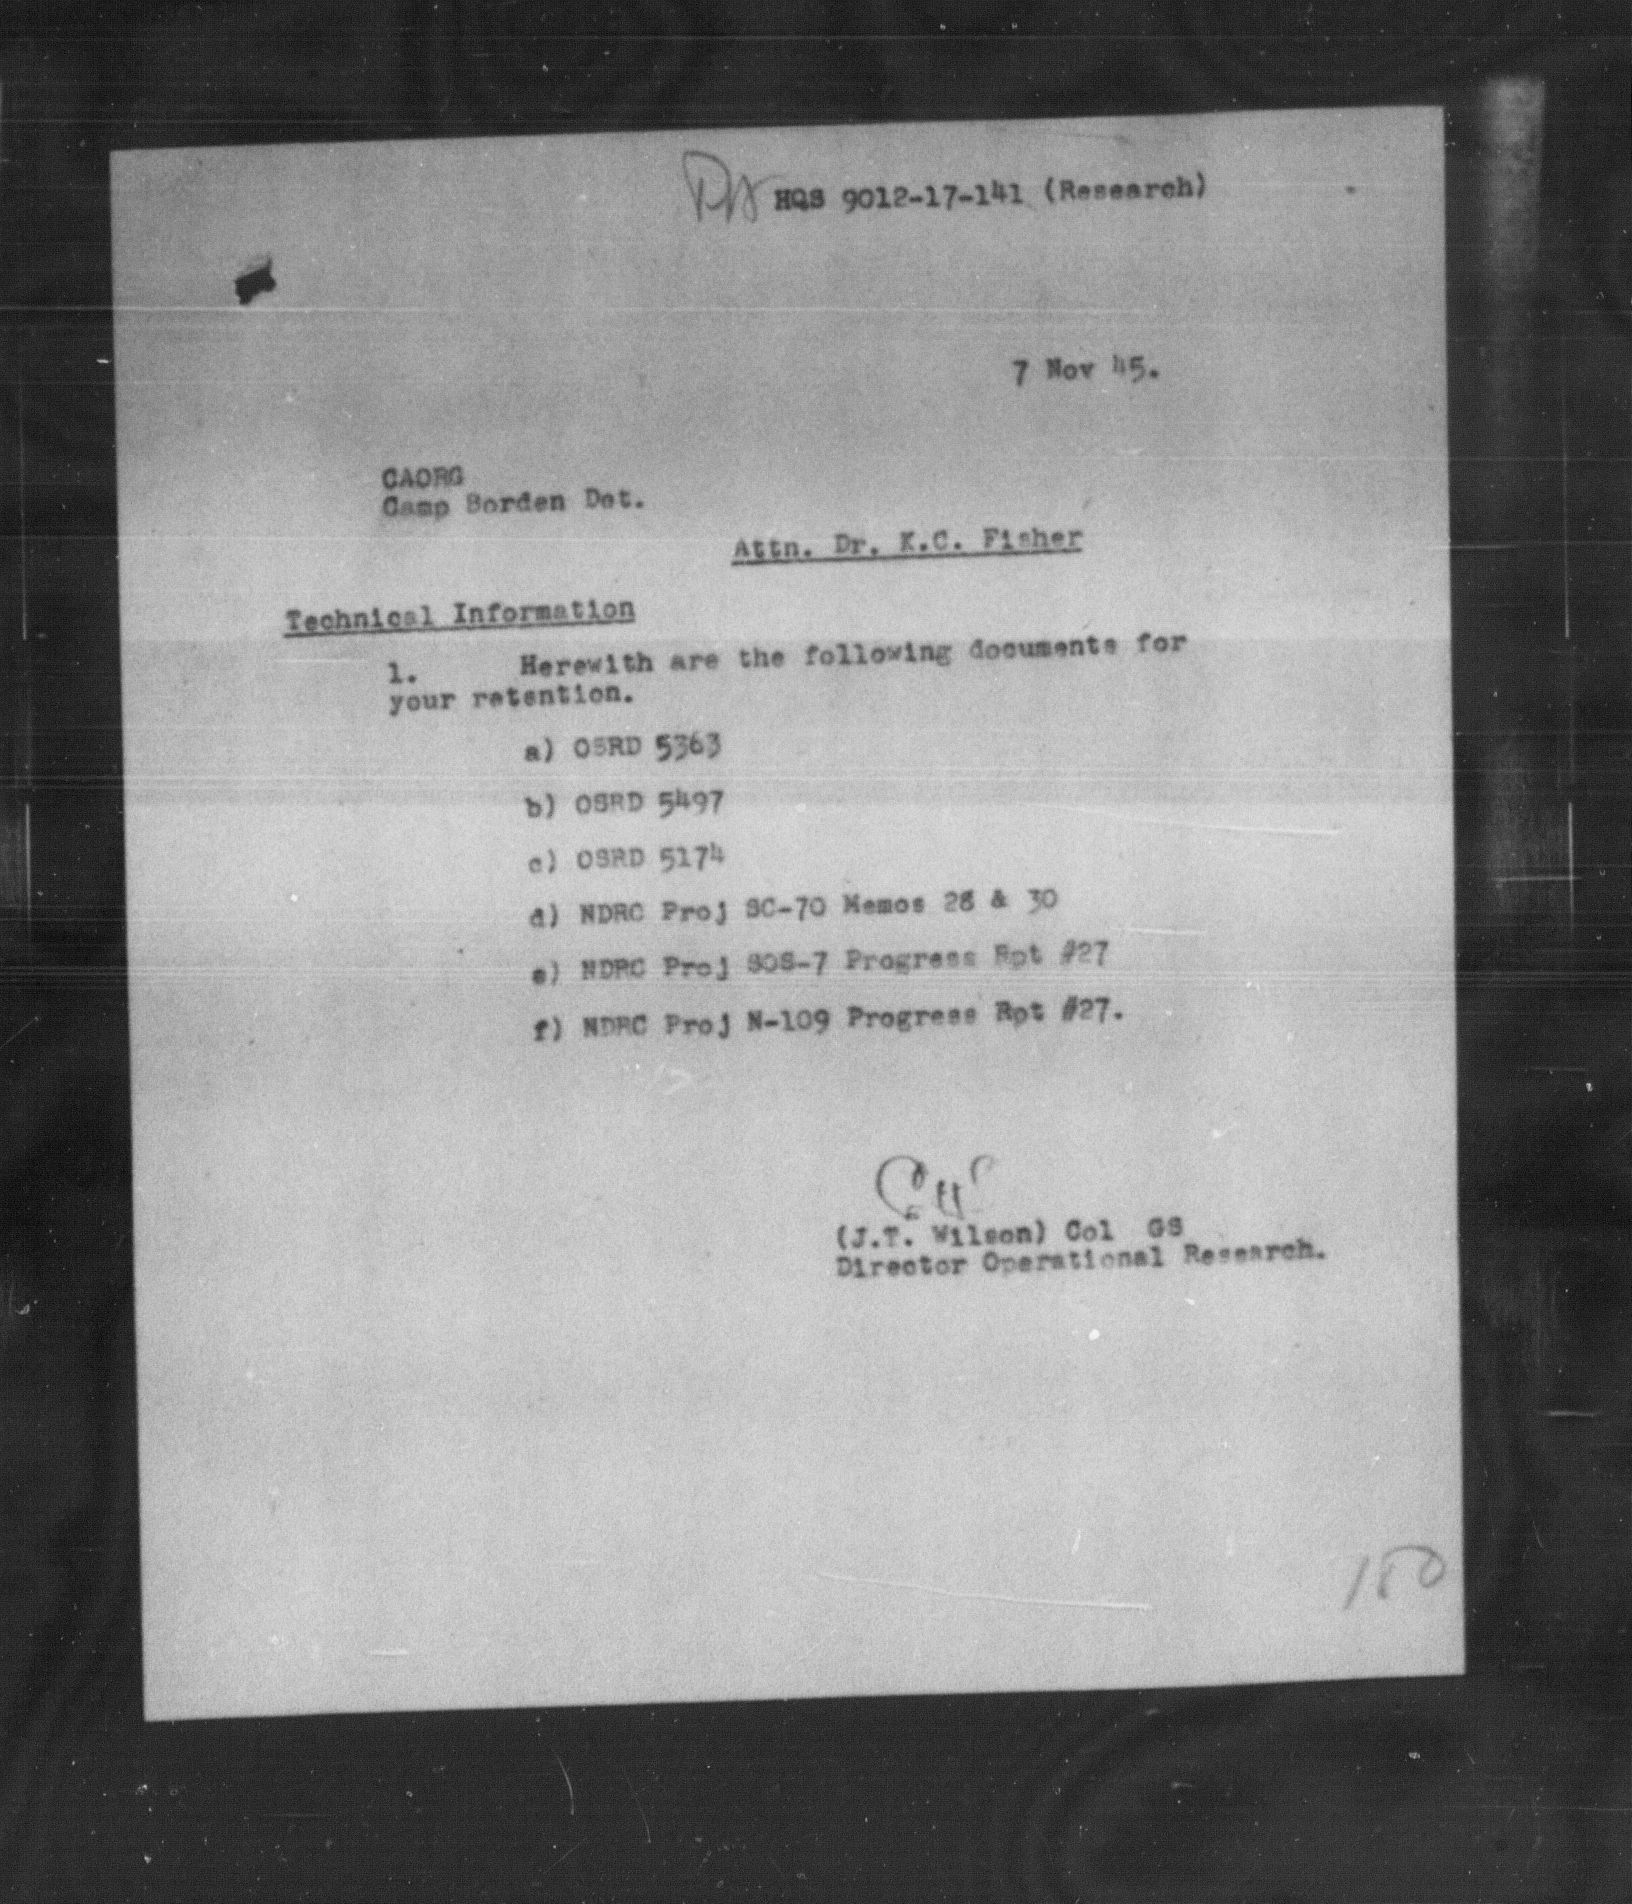 HQS 9012-17-141 (Research)
7 Nov 45.
CAORG
Camp Borden Det.
Attn. Dr. K.C. Fisher
Technical Information
1. Herewith are the following documents for
your retention.
a) OSRD 5363
b) OSRD 5497
c) OSRD 5174
d) NDRC Proj SC-70 Memos 28 & 30
e) NDRC Proj SOS-7 Progress Rpt #27
f) NDRC Proj N-109 Progress Rpt #27.
(J.T. Wilson) Col GS
Director Operational Research.
180